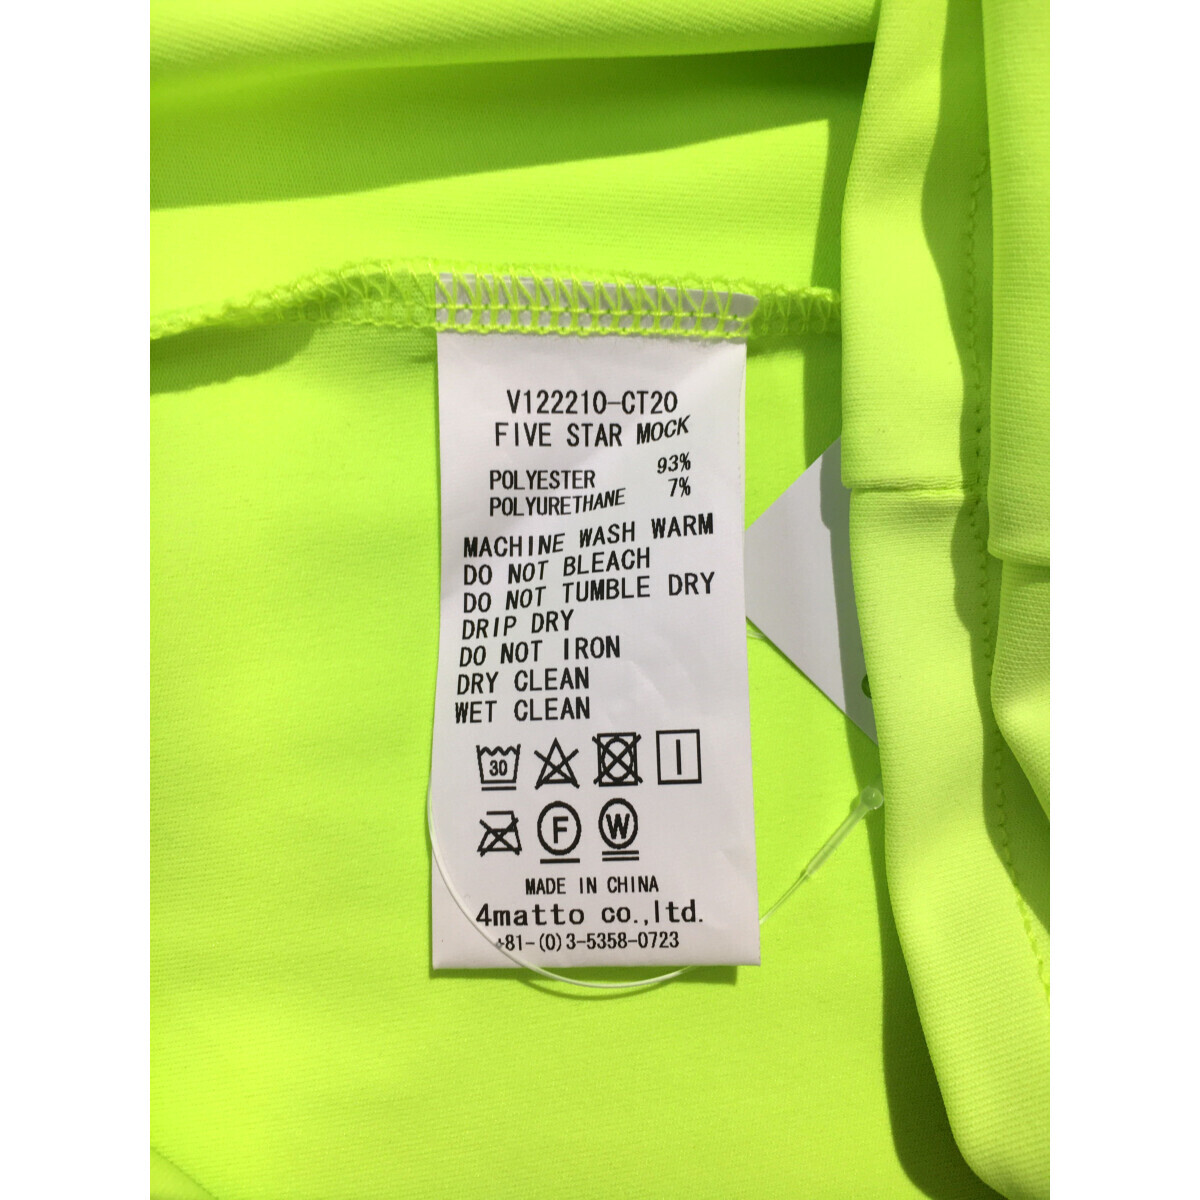 V122210-CT20
FIVE STAR MOCK
POLYESTER 93%
POLYURETHANE 7%
MACHINE WASH WARM
DO NOT BLEACH
DO NOT TUMBLE DRY
DRIP DRY
DO NOT IRON
DRY CLEAN
WET CLEAN
30
F W
MADE IN CHINA
4matto co.,ltd.
+81-(0)3-5358-0723